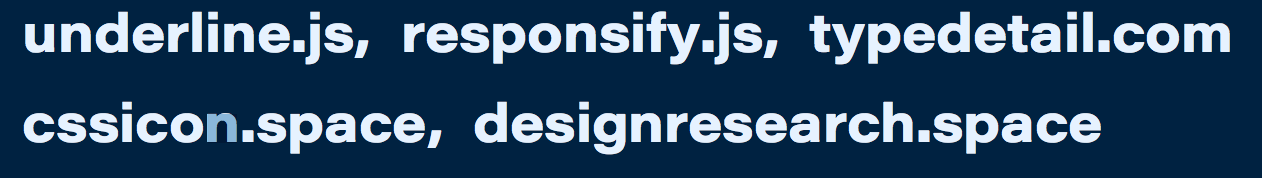 underline.js, responsify.js, typedetail.com
cssicon.space, designresearch.space